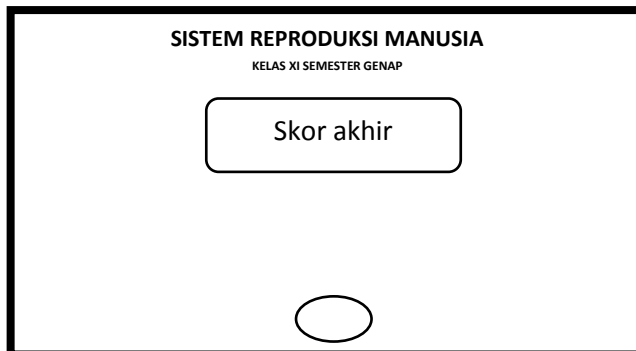 SISTEM REPRODUKSI MANUSIA
KELAS XI SEMESTER GENAP
Skor akhir